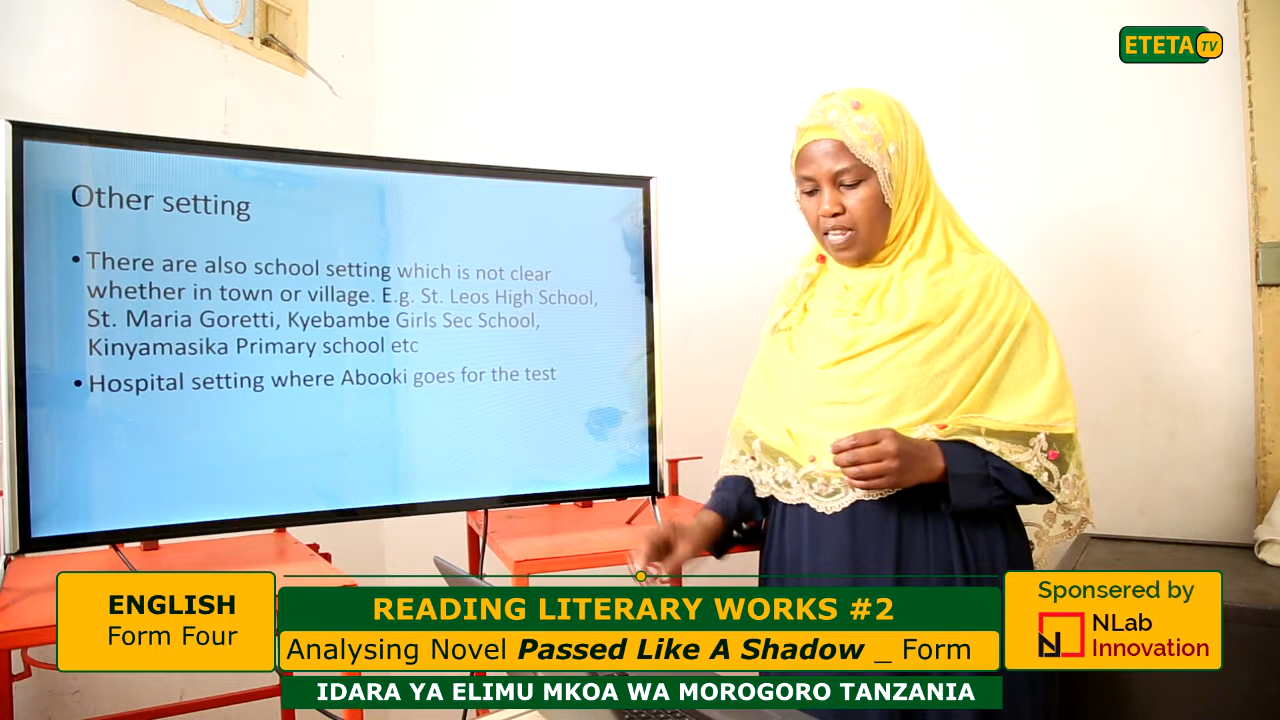 ETETA TV
Other setting
• There are also school setting which is not clear
whether in town or village. E.g. St. Leos High School,
St. Maria Goretti, Kyebambe Girls Sec School,
Kinyamasika Primary school etc
• Hospital setting where Abooki goes for the test
ENGLISH
Form Four
READING LITERARY WORKS #2
Analysing Novel Passed Like A Shadow _ Form
IDARA YA ELIMU MKOA WA MOROGORO TANZANIA
Sponsered by
NLab
Innovation